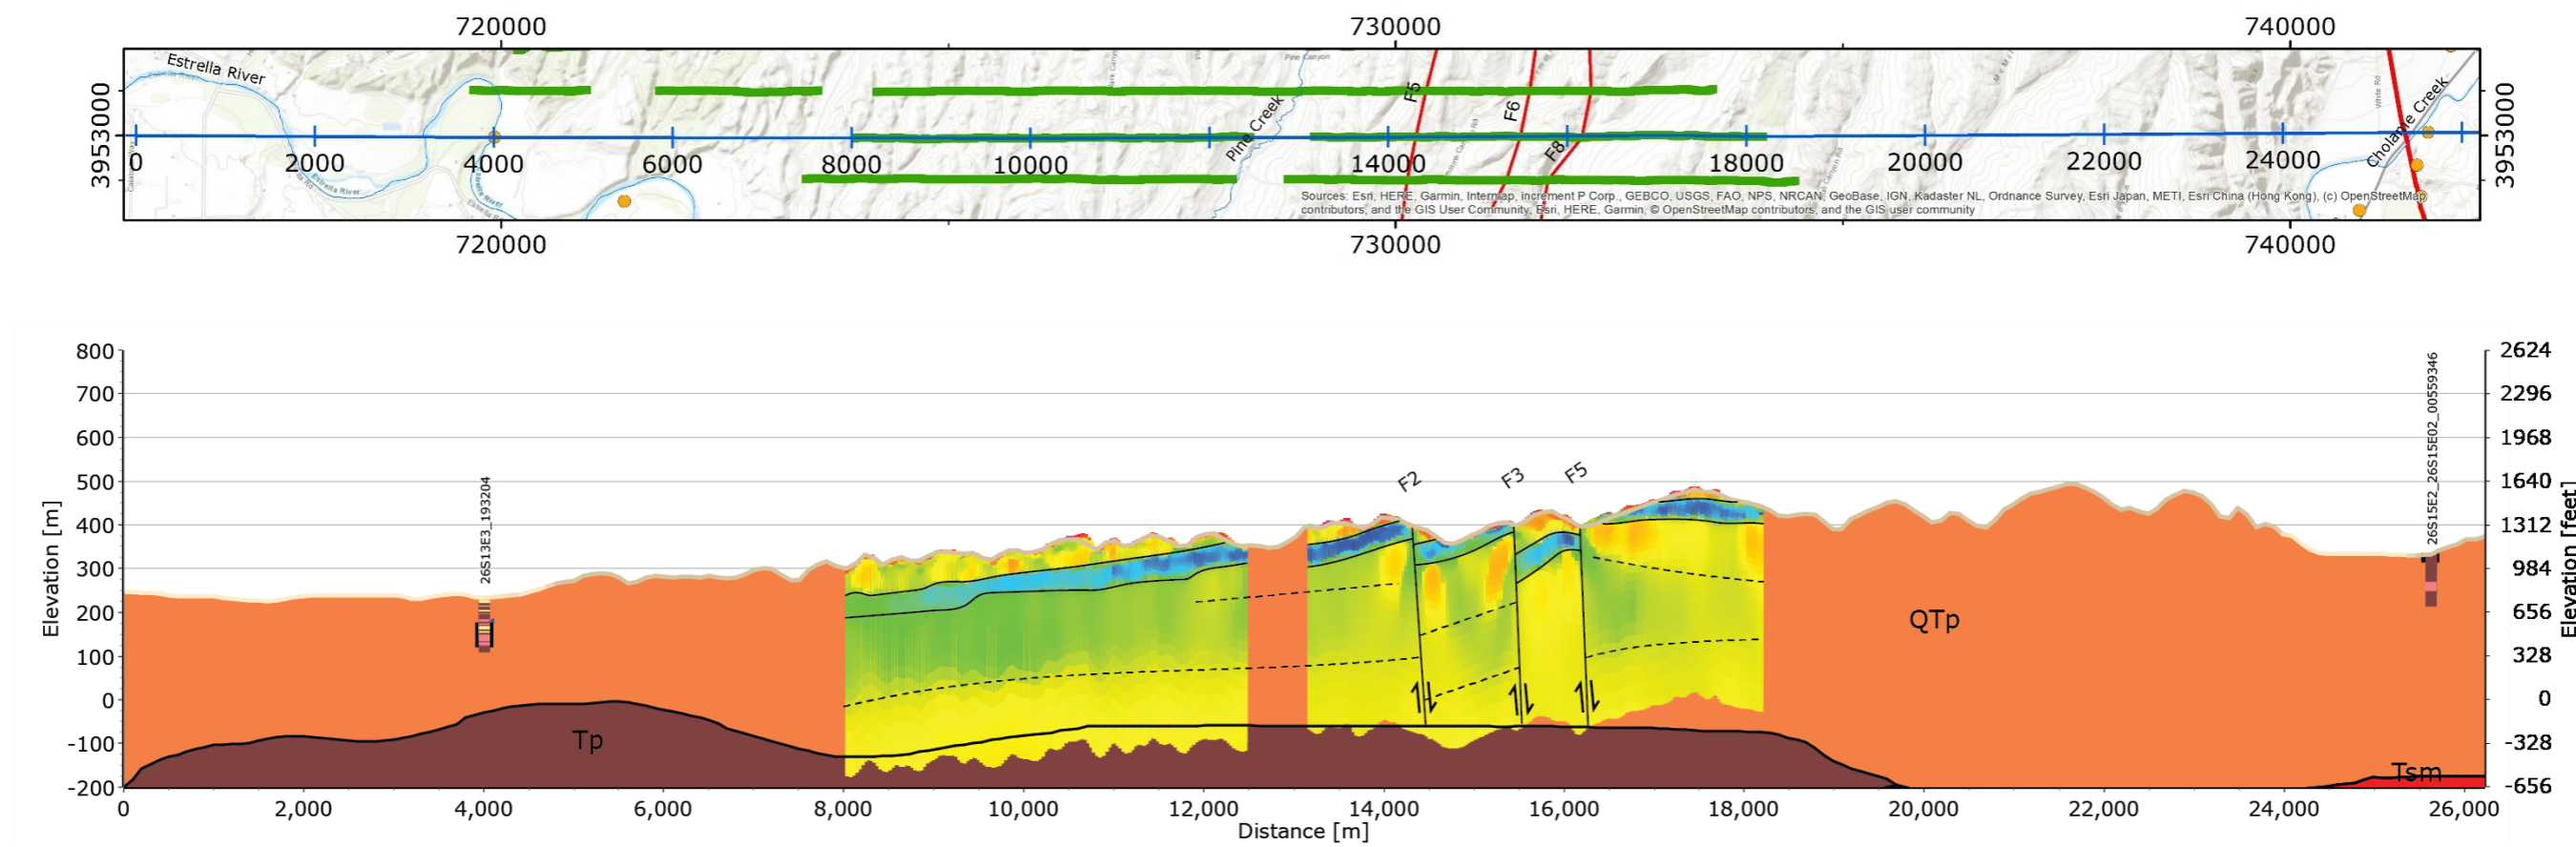 720000 730000 740000
Estrella River
Pine Creek
F5
F6
F8
Cholame Creek
3953000
3953000
0 2000 4000 6000 8000 10000 14000 18000 20000 22000 24000
Estrella River
Pine Canyon
White Rd
Sources: Esri, HERE, Garmin, Intermap, increment P Corp., GEBCO, USGS, FAO, NPS, NRCAN, GeoBase, IGN, Kadaster NL, Ordnance Survey, Esri Japan, METI, Esri China (Hong Kong), (c) OpenStreetMap
contributors, and the GIS User Community, Esri, HERE, Garmin, © OpenStreetMap contributors, and the GIS user community
720000 730000 740000
Elevation [m]
800
700
600
500
400
300
200
100
0
-100
-200
26S13E3_193204
F2
F3
F5
26S15E2_26S15E02_00559346
Tp
QTp
Tsm
2624
2296
1968
1640
1312
984
656
328
0
-328
-656
Elevation [feet]
0 2,000 4,000 6,000 8,000 10,000 12,000 14,000 16,000 18,000 20,000 22,000 24,000 26,000
Distance [m]